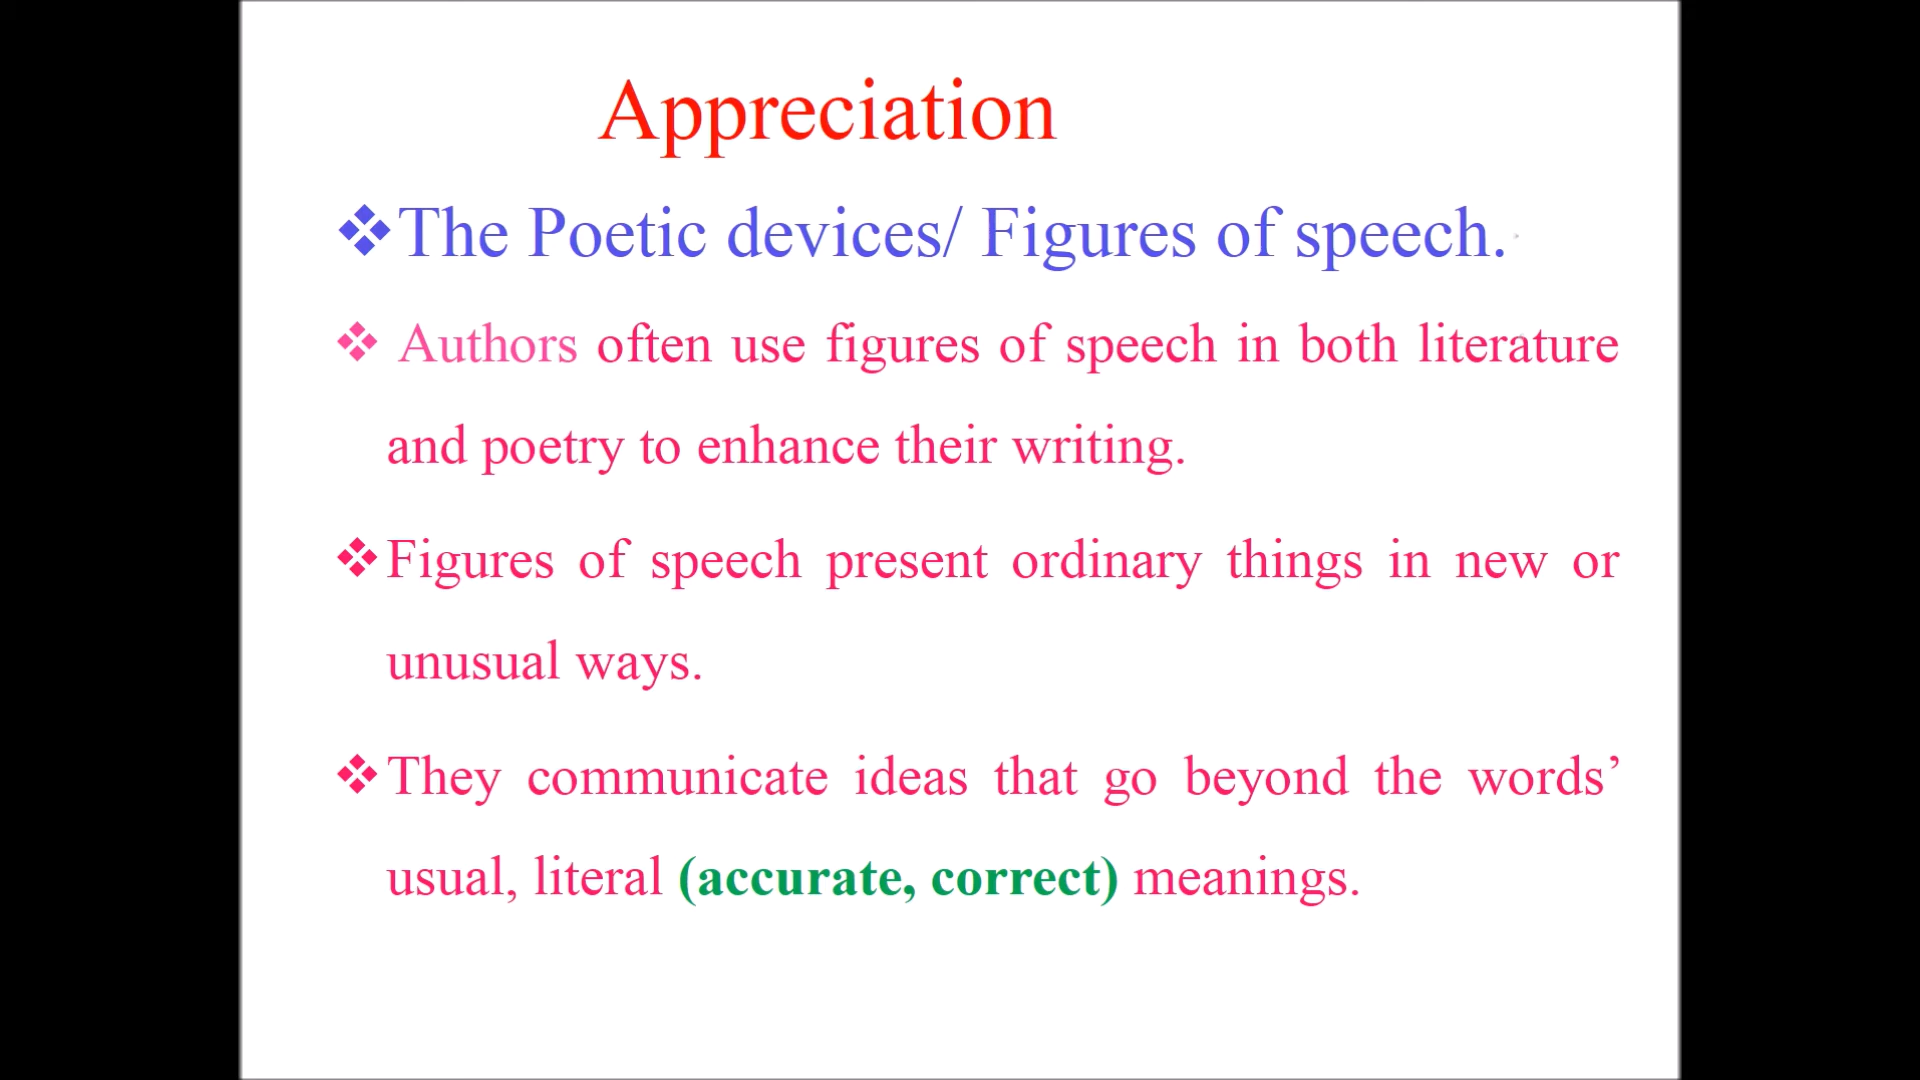 Appreciation
❖The Poetic devices/ Figures of speech.
❖ Authors often use figures of speech in both literature
and poetry to enhance their writing.
❖Figures of speech present ordinary things in new or
unusual ways.
❖They communicate ideas that go beyond the words’
usual, literal (accurate, correct) meanings.